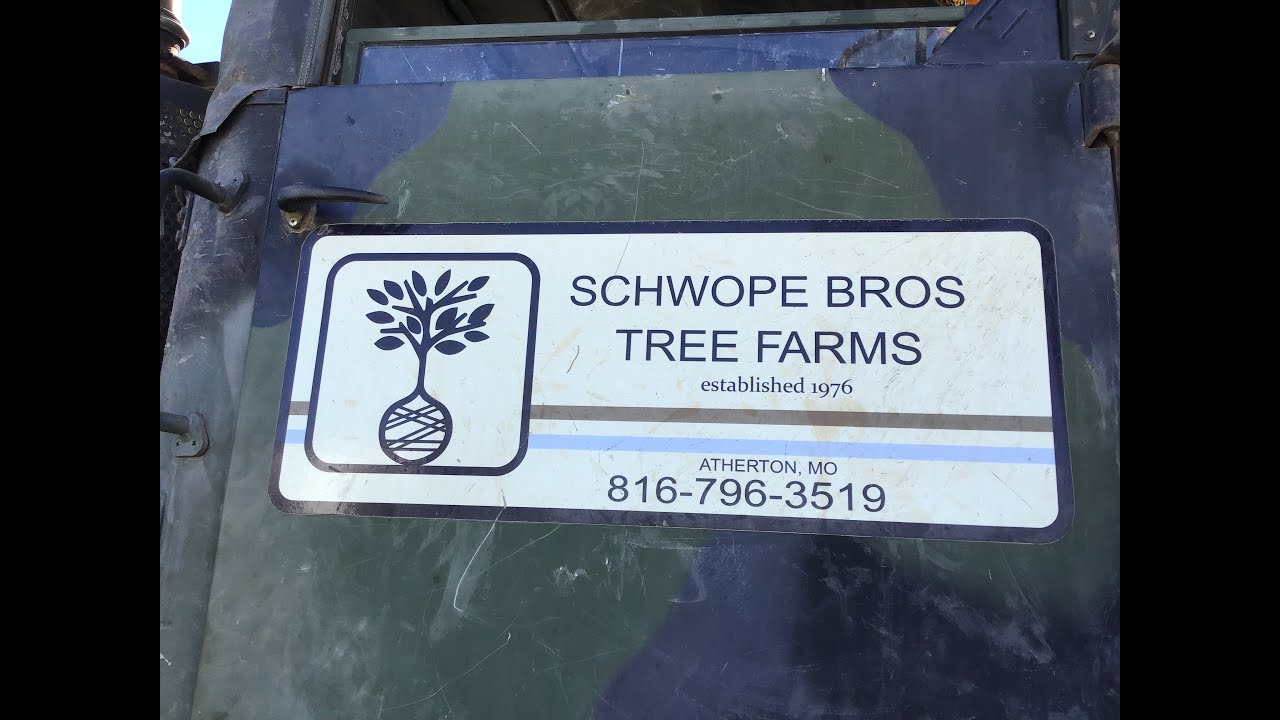 SCHWOPE BROS
TREE FARMS
established 1976
ATHERTON, MO
816-796-3519